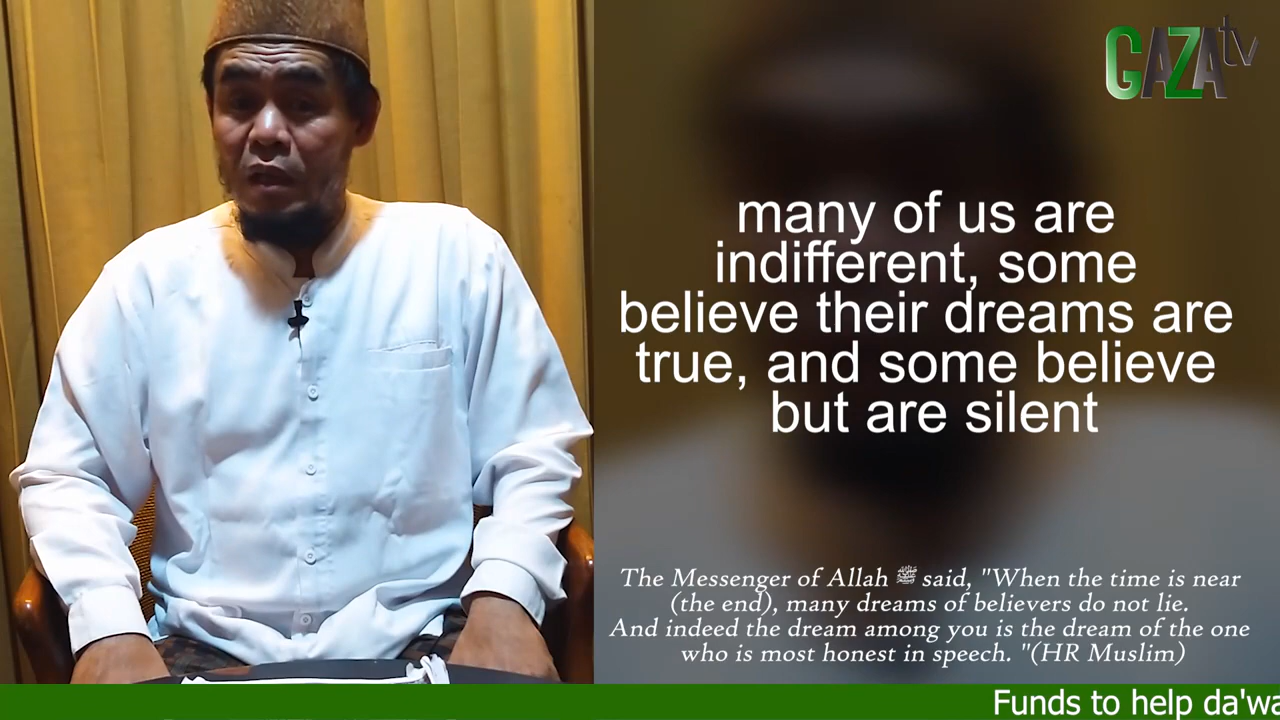 GAZAtv
many of us are
indifferent, some
believe their dreams are
true, and some believe
but are silent
The Messenger of Allah ﷺ said, "When the time is near
(the end), many dreams of believers do not lie.
And indeed the dream among you is the dream of the one
who is most honest in speech. "(HR Muslim)
Funds to help da'wa